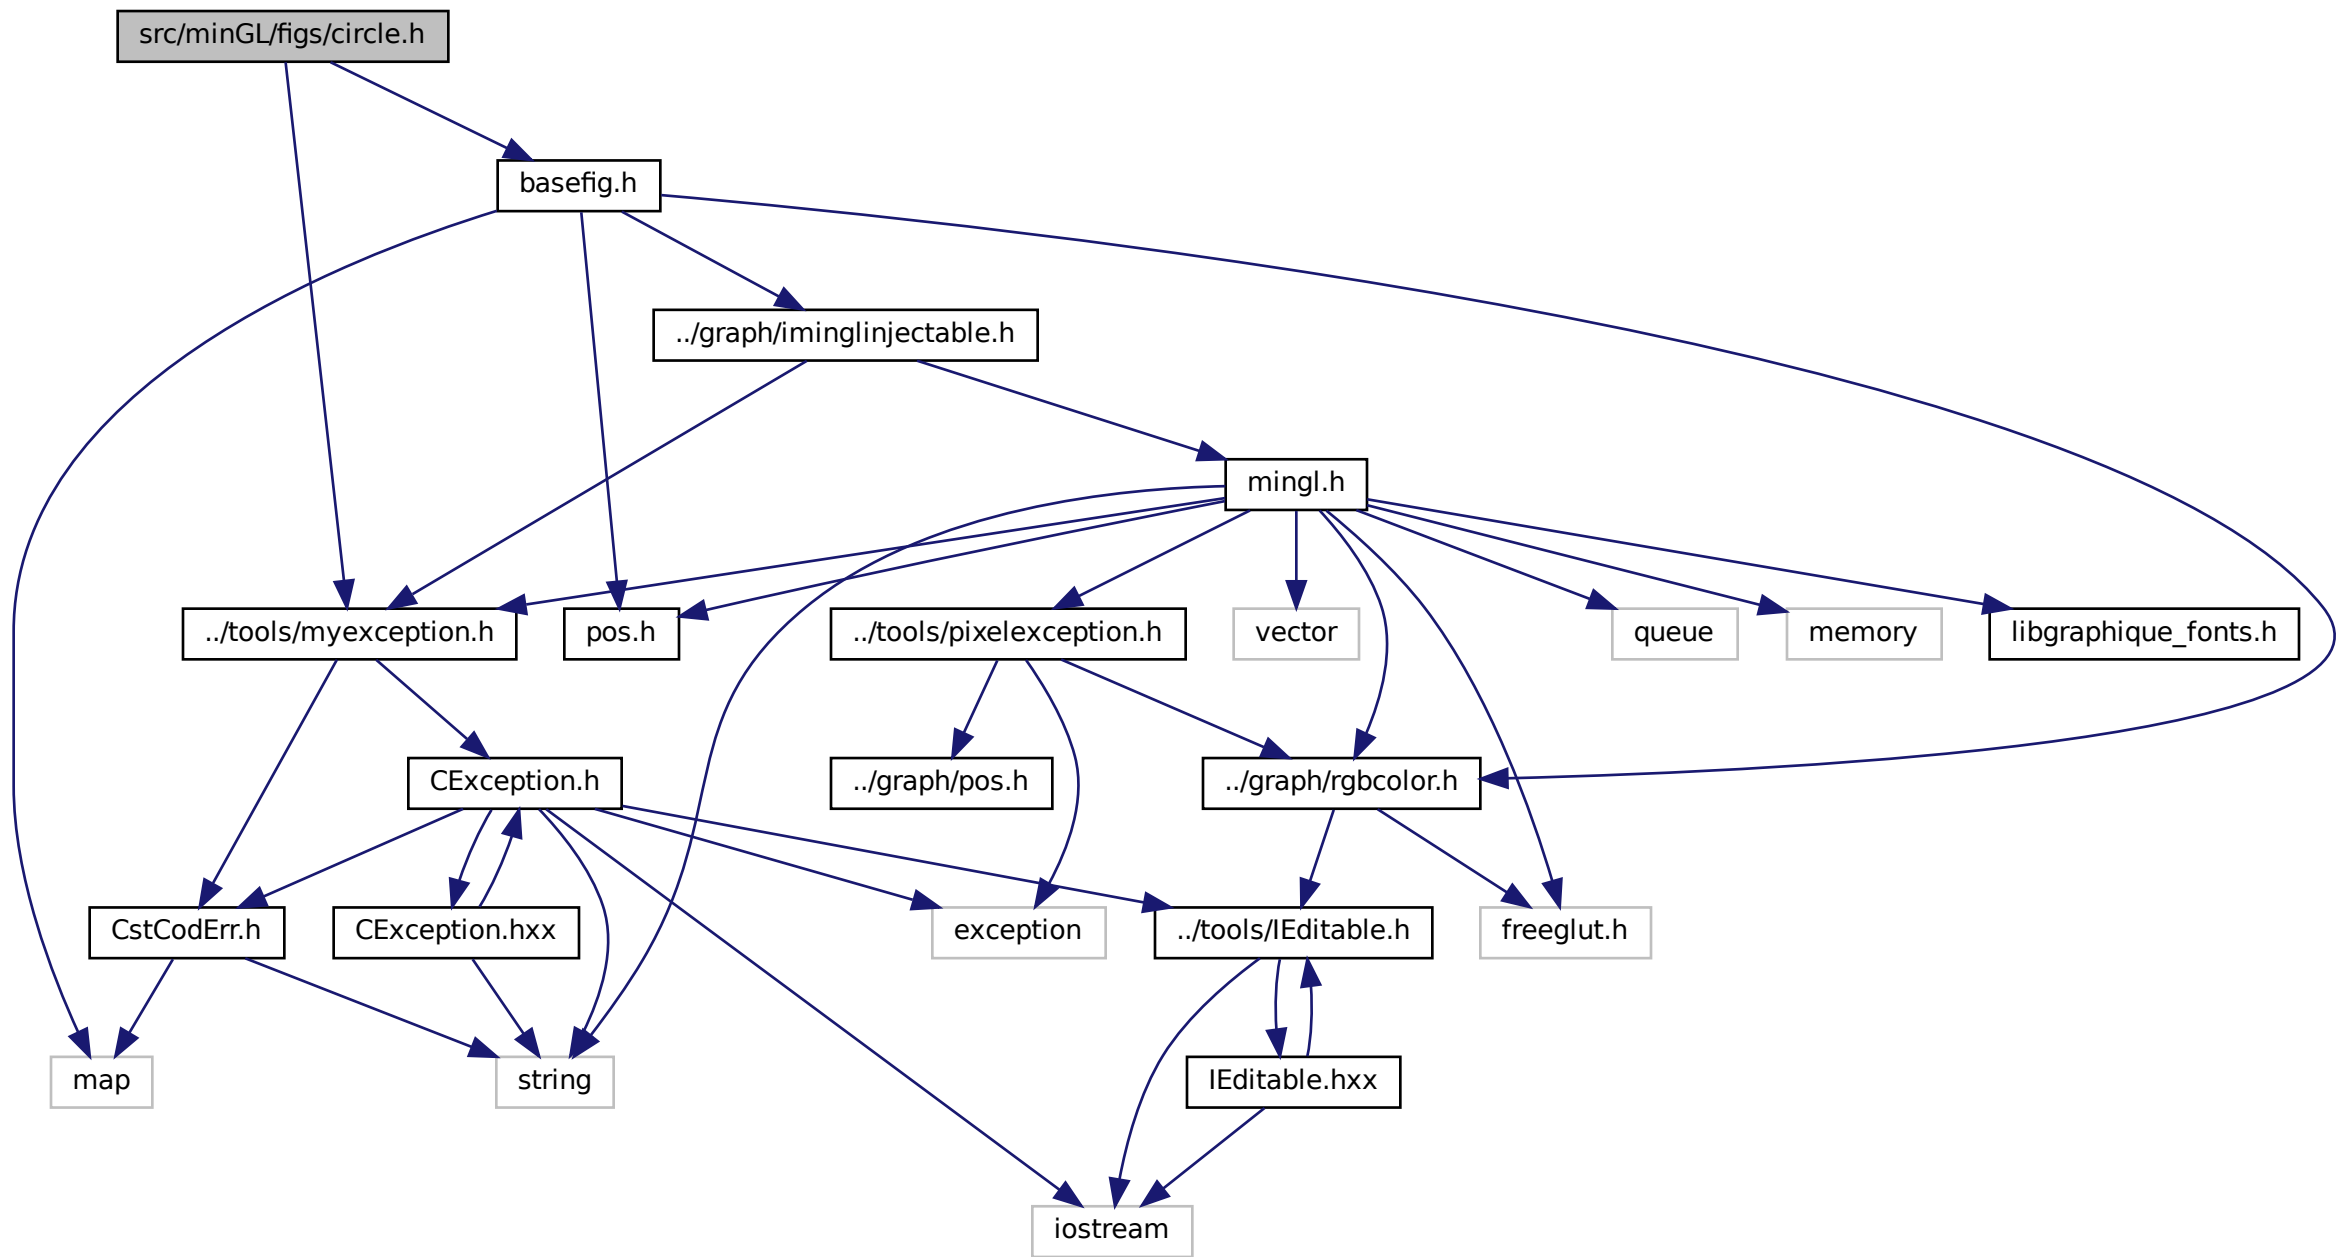 src/minGL/figs/circle.h
basefig.h
../graph/iminglinjectable.h
mingl.h
../tools/myexception.h
pos.h
../tools/pixelexception.h
vector
queue
memory
libgraphique_fonts.h
CException.h
../graph/pos.h
../graph/rgbcolor.h
CstCodErr.h
CException.hxx
exception
../tools/IEditable.h
freeglut.h
map
string
IEditable.hxx
iostream